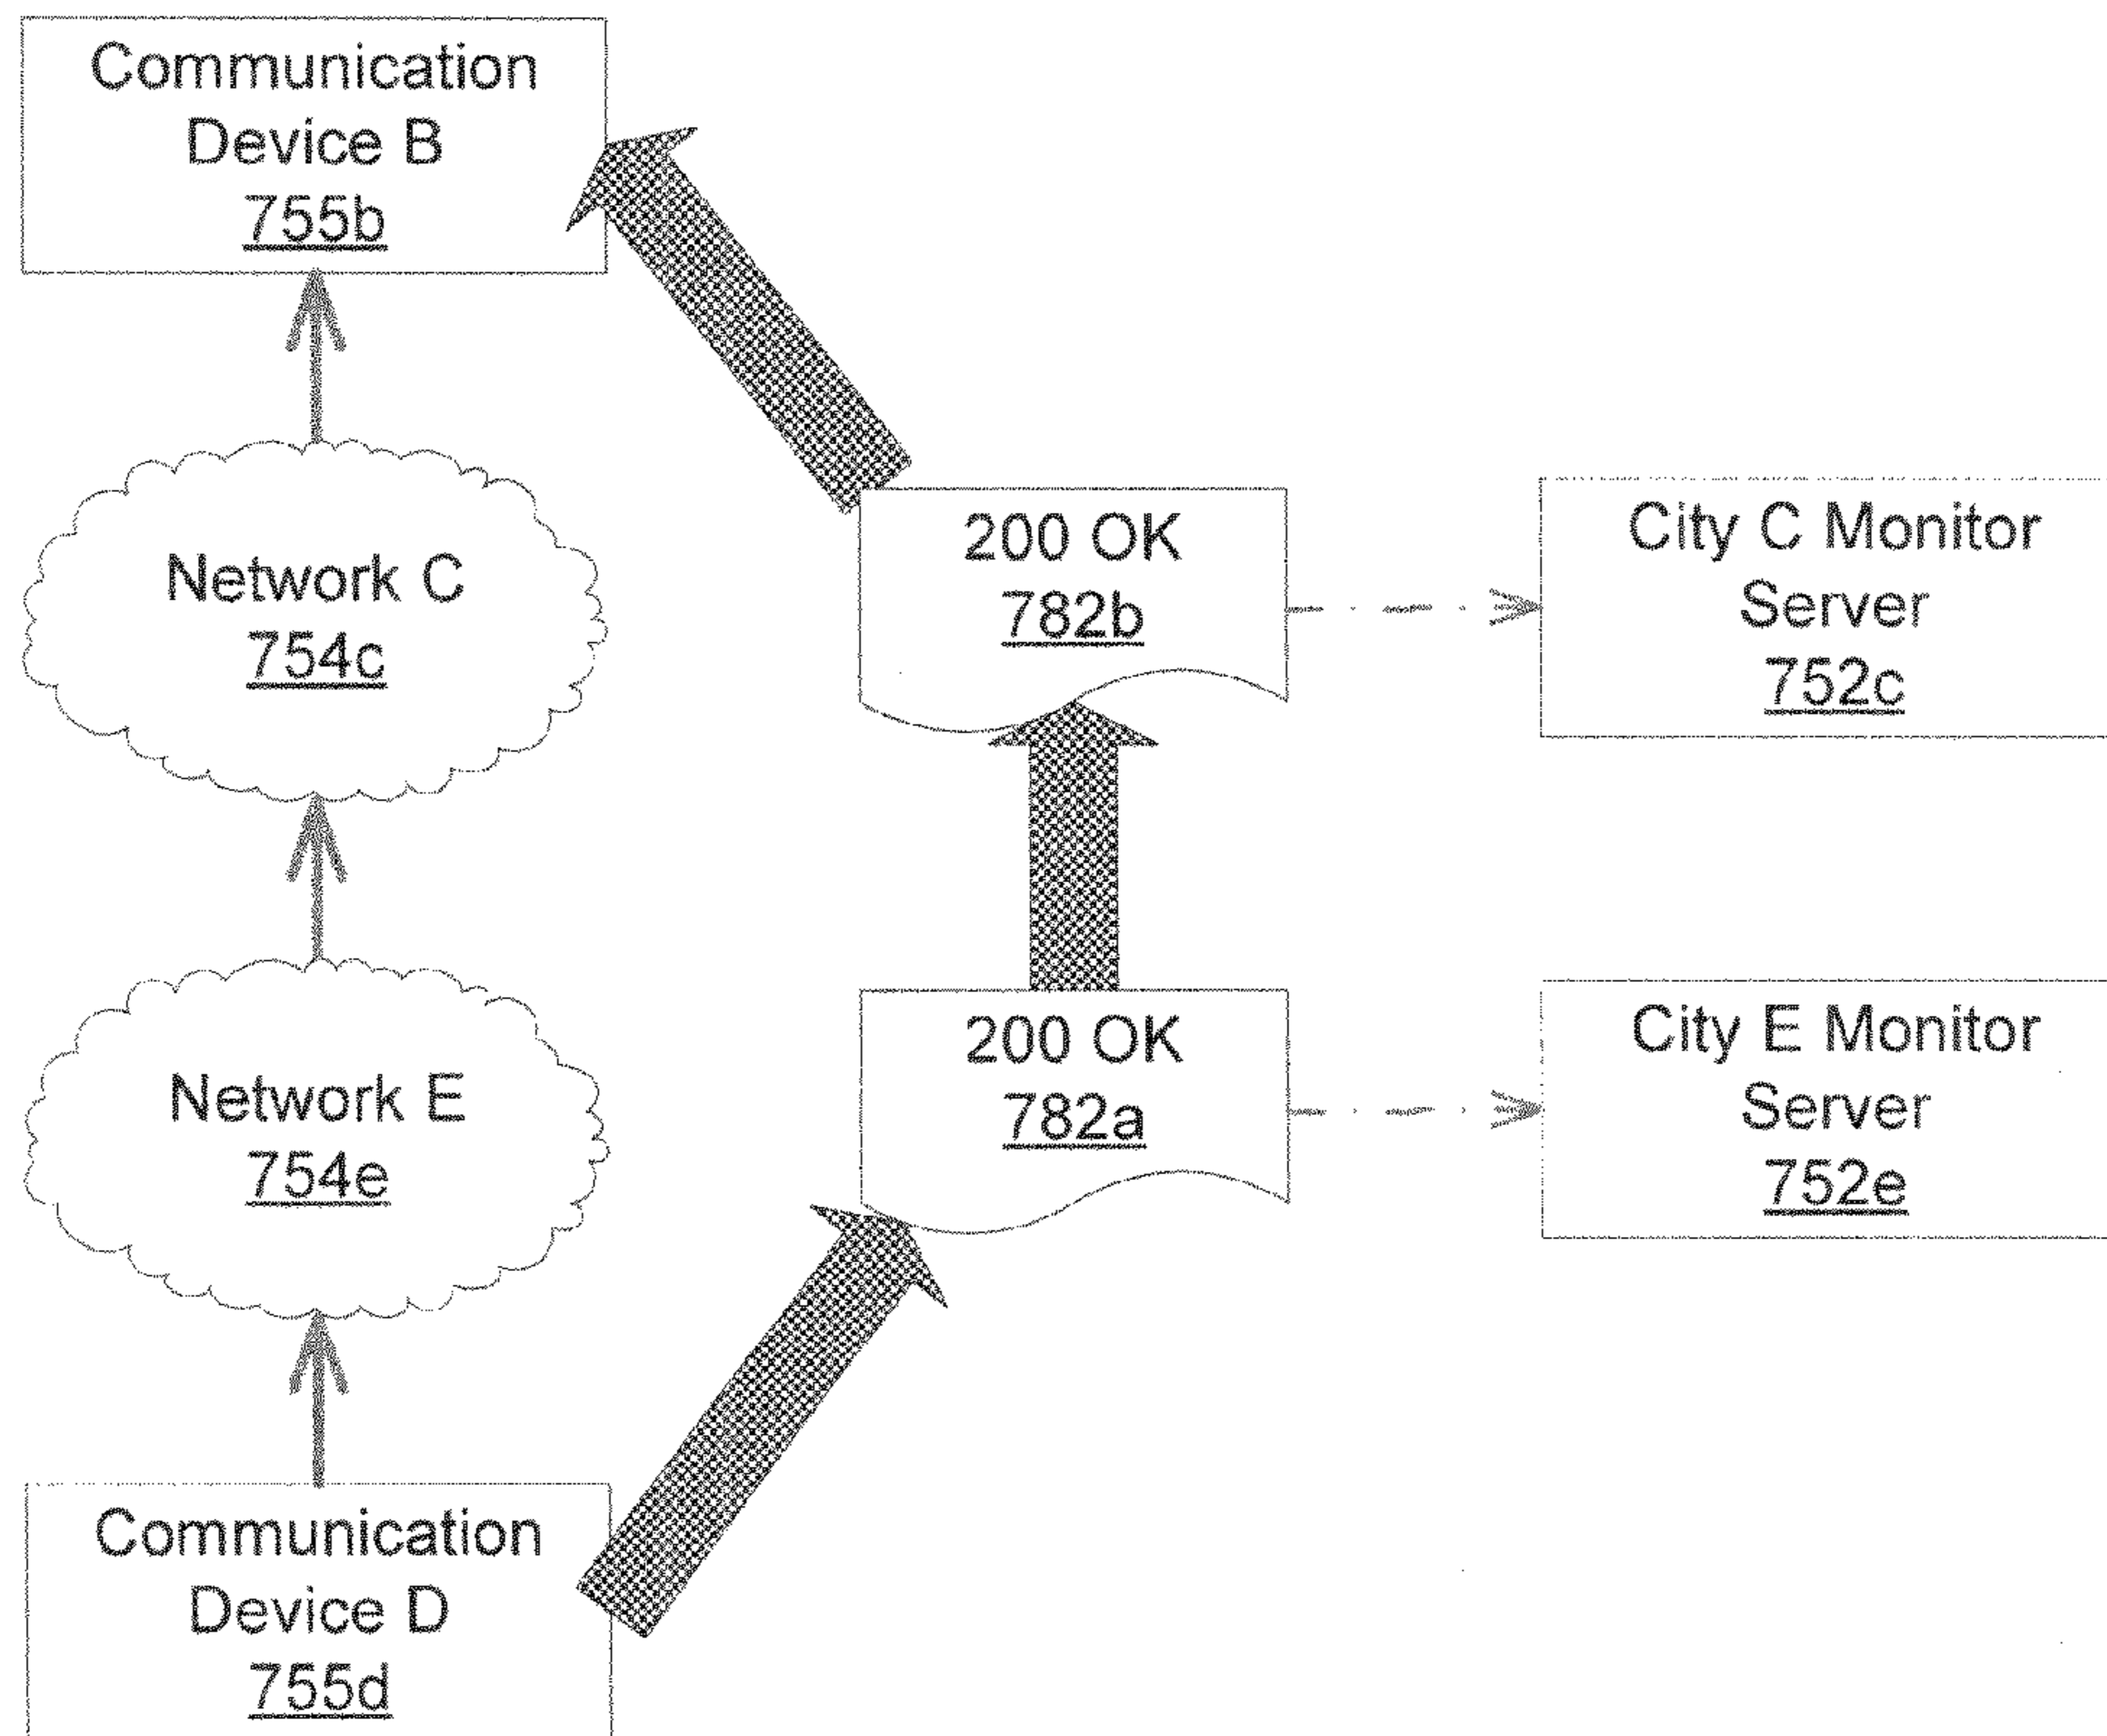 Communication
Device B
755b
Network C
754c
200 OK
782b
City C Monitor
Server
752c
Network E
754e
200 OK
782a
City E Monitor
Server
752e
Communication
Device D
755d